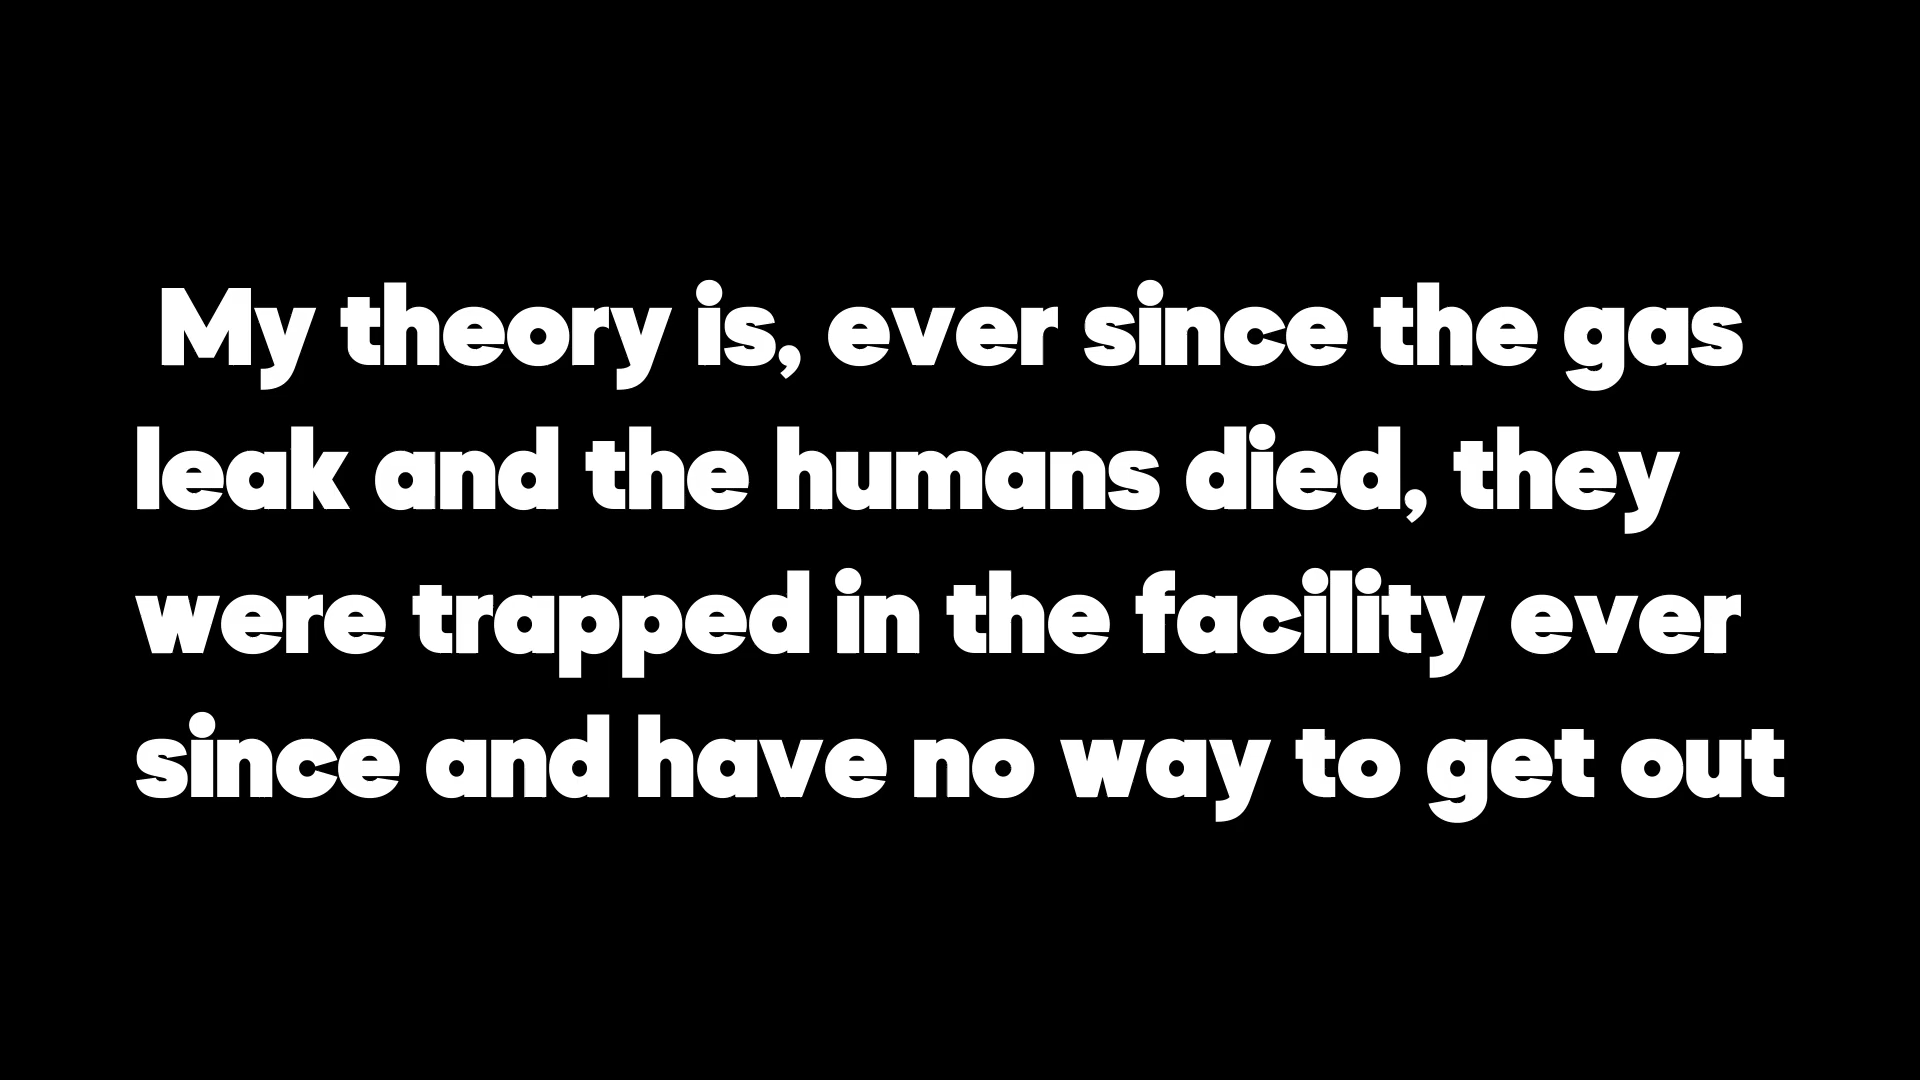 My theory is, ever since the gas
leak and the humans died, they
were trapped in the facility ever
since and have no way to get out